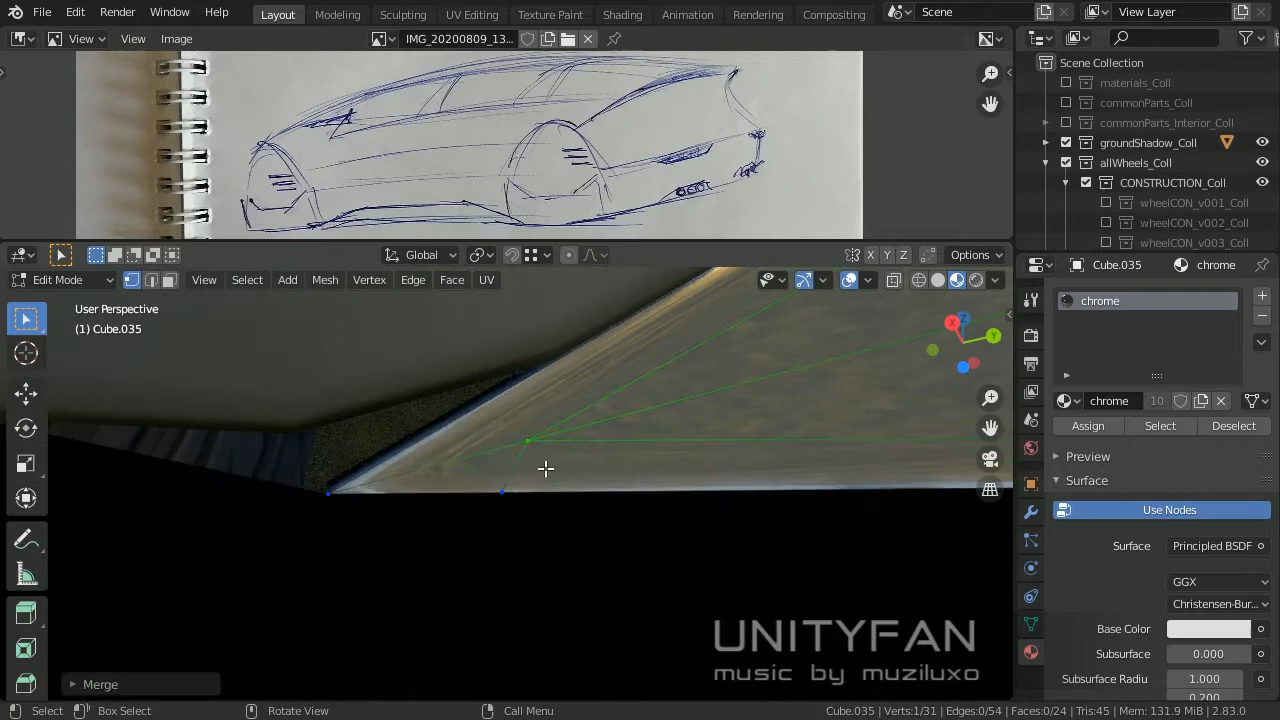 File Edit Render Window Help Layout Modeling Sculpting UV Editing Texture Paint Shading Animation Rendering Compositing Scene View Layer
View View Image IMG_20200809_13...
Scene Collection
materials_Coll
commonParts_Coll
commonParts_Interior_Coll
groundShadow_Coll
allWheels_Coll
CONSTRUCTION_Coll
wheelCON_v001_Coll
wheelCON_v002_Coll
wheelCON_v003_Coll
Global X Y Z Options
Edit Mode View Select Add Mesh Vertex Edge Face UV
User Perspective
(1) Cube.035
X
Y
Z
Cube.035 chrome
chrome
chrome 10
Assign Select Deselect
Preview
Surface
Use Nodes
Surface Principled BSDF
GGX
Christensen-Bur...
Base Color
Subsurface 0.000
Subsurface Radiu 1.000
0.200
UNITYFAN
music by muziluxo
Merge
Select Box Select Rotate View Call Menu Cube.035 | Verts:1/31 | Edges:0/54 | Faces:0/24 | Tris:45 | Mem: 131.9 MiB | 2.83.0